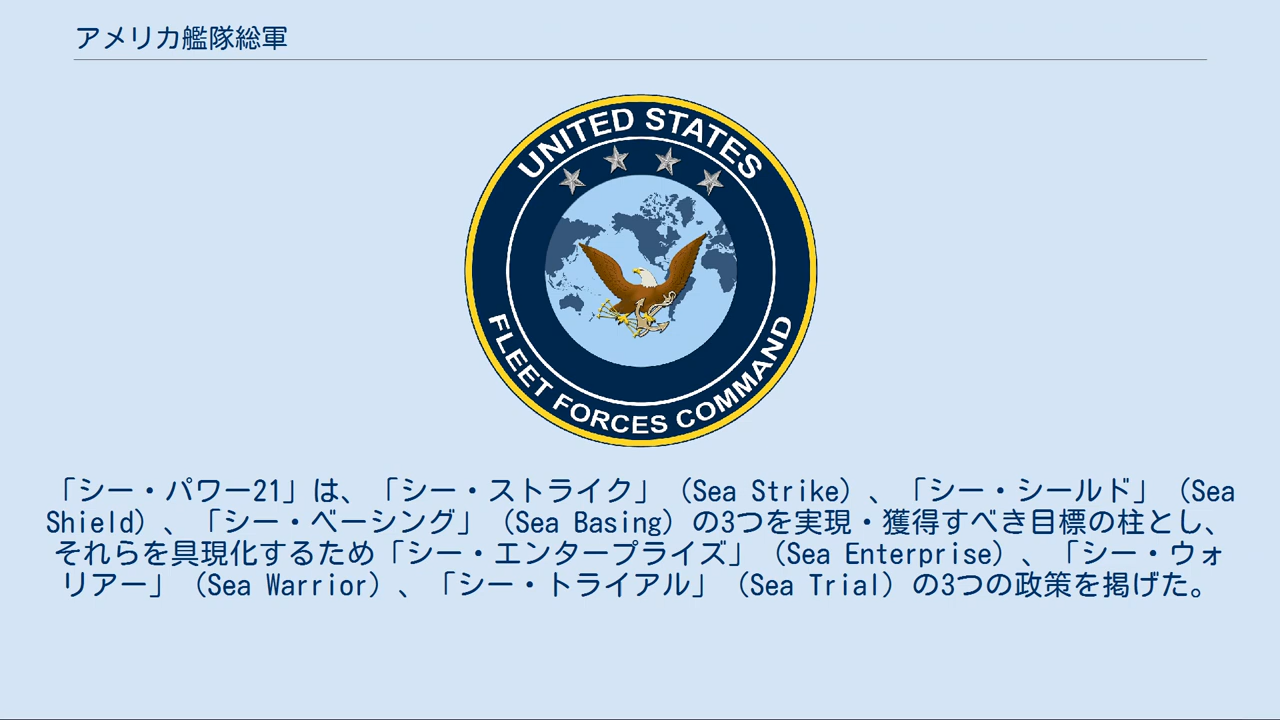 アメリカ艦隊総軍
UNITED STATES
FLEET FORCES COMMAND
「シー・パワー21」は、「シー・ストライク」（Sea Strike）、「シー・シールド」（Sea
Shield）、「シー・ベーシング」（Sea Basing）の3つを実現・獲得すべき目標の柱とし、
それらを具現化するため「シー・エンタープライズ」（Sea Enterprise）、「シー・ウォ
リアー」（Sea Warrior）、「シー・トライアル」（Sea Trial）の3つの政策を掲げた。